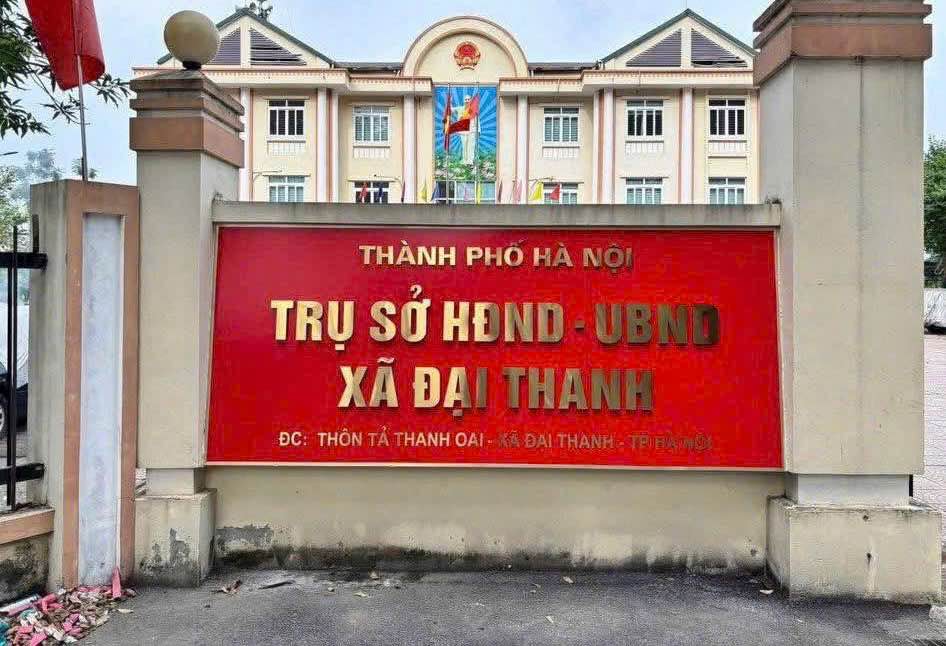 THÀNH PHỐ HÀ NỘI
TRỤ SỞ HĐND - UBND
XÃ ĐẠI THANH
ĐC: THÔN TẢ THANH OAI - XÃ ĐẠI THANH - TP HÀ NỘI